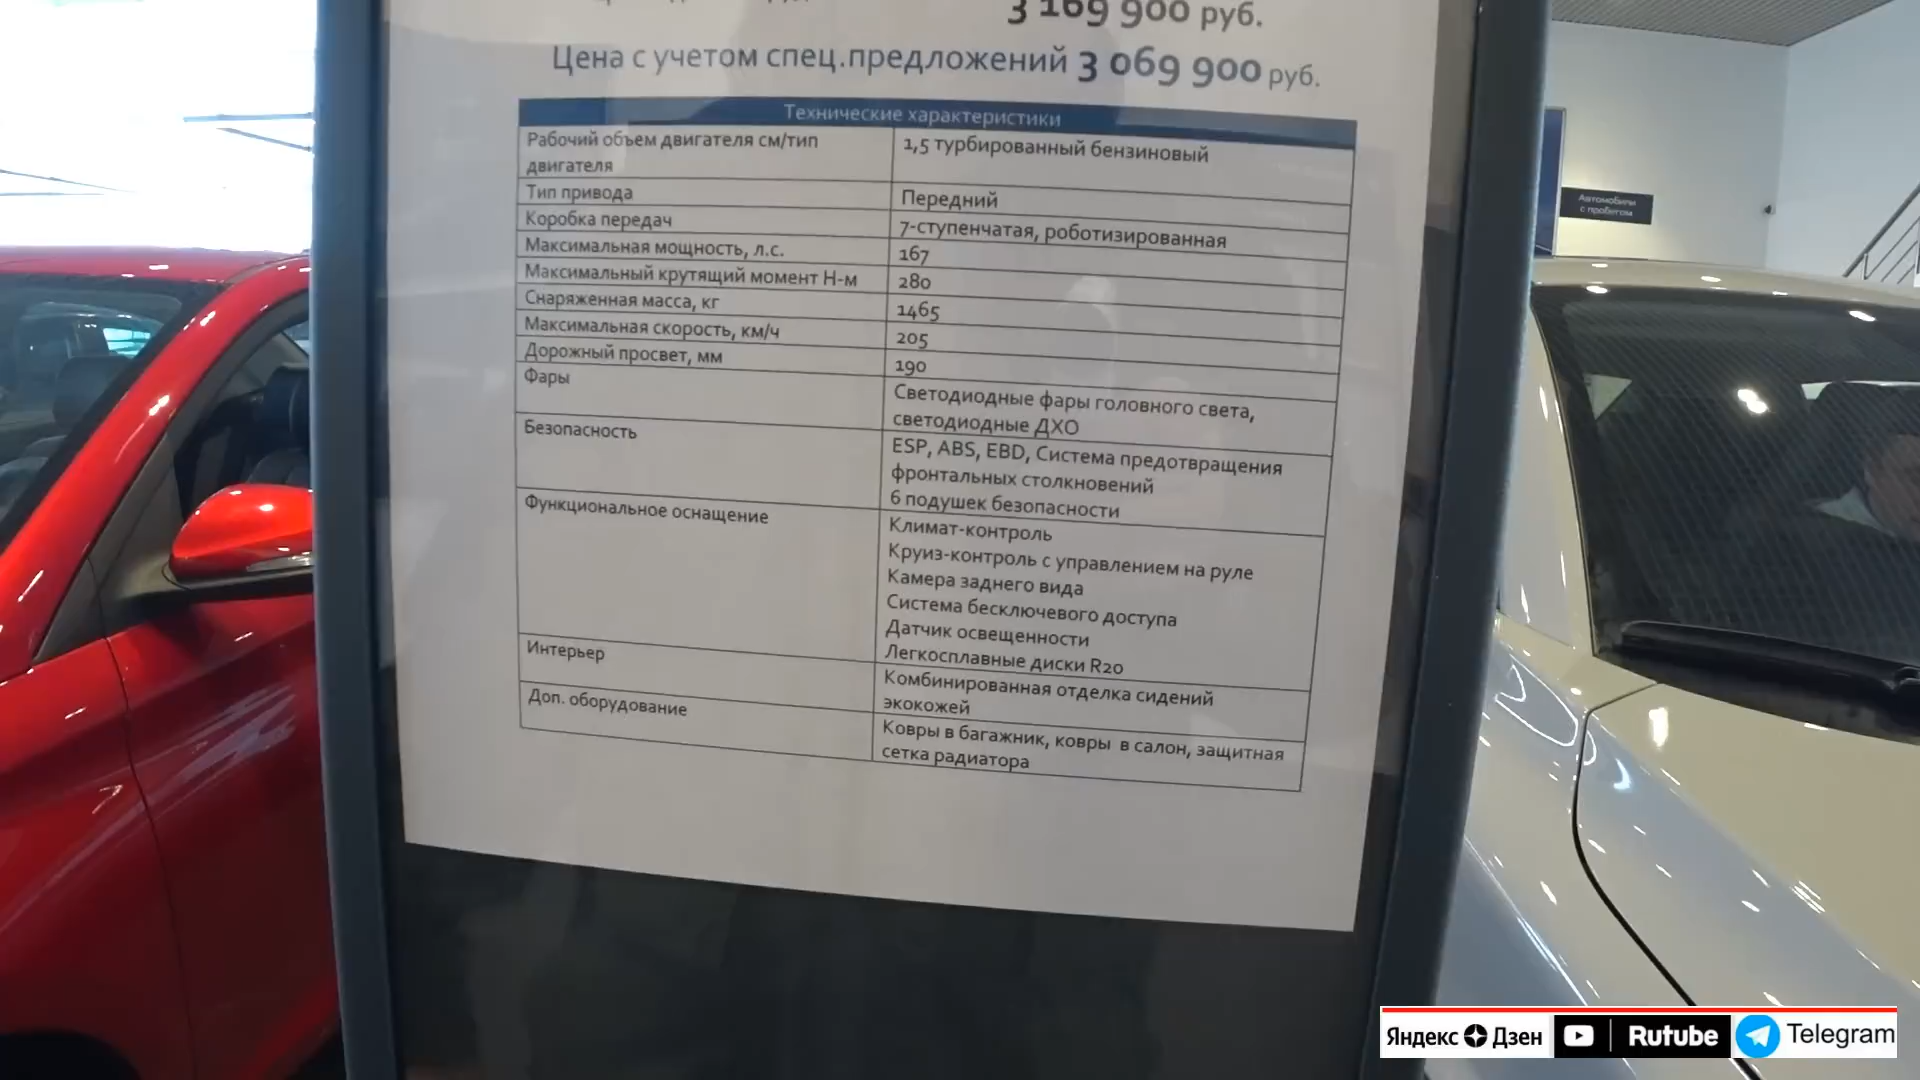 3 169 900 руб.
Цена с учетом спец.предложений 3 069 900 руб.
Технические характеристики
Рабочий объем двигателя см/тип
двигателя
1,5 турбированный бензиновый
Тип привода
Передний
Коробка передач
7-ступенчатая, роботизированная
Максимальная мощность, л.с.
167
Максимальный крутящий момент Н-м
280
Снаряженная масса, кг
1465
Максимальная скорость, км/ч
205
Дорожный просвет, мм
190
Фары
Светодиодные фары головного света,
светодиодные ДХО
Безопасность
ESP, ABS, EBD, Система предотвращения
фронтальных столкновений
6 подушек безопасности
Функциональное оснащение
Климат-контроль
Круиз-контроль с управлением на руле
Камера заднего вида
Система бесключевого доступа
Датчик освещенности
Легкосплавные диски R20
Интерьер
Комбинированная отделка сидений
экокожей
Доп. оборудование
Ковры в багажник, ковры в салон, защитная
сетка радиатора
Автомобили
с пробегом
Яндекс Дзен
Rutube
Telegram